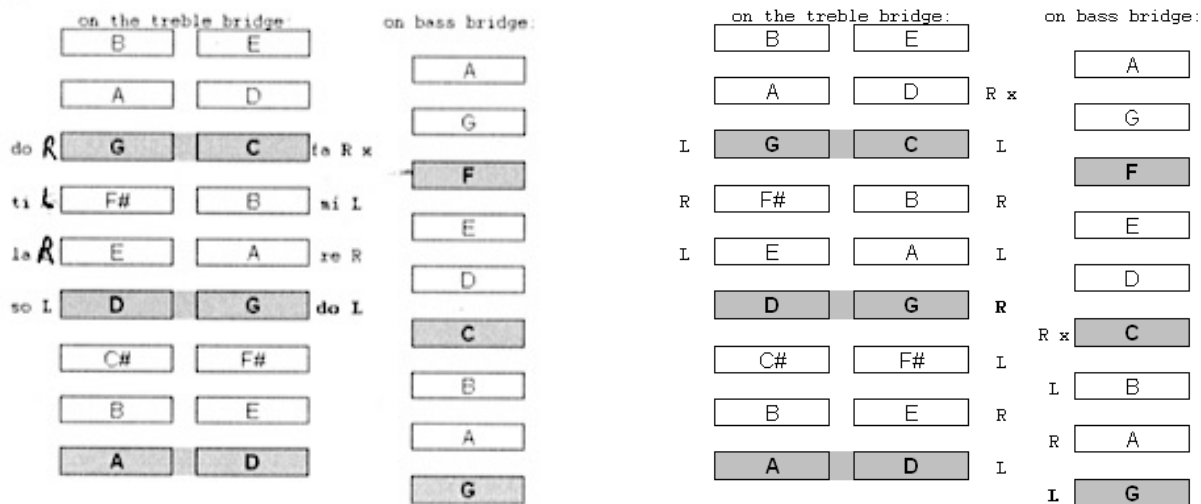 on the treble bridge:
B E
A D
do R G C fa R x
ti L F# B mi L
la R E A re R
so L D G do L
C# F#
B E
A D
on bass bridge:
A
G
F
E
D
C
B
A
G
on the treble bridge:
B E
A D R x
L G C L
R F# B R
L E A L
D G R
C# F# L
B E R
A D L
on bass bridge:
A
G
F
E
D
R x C
L B
R A
L G